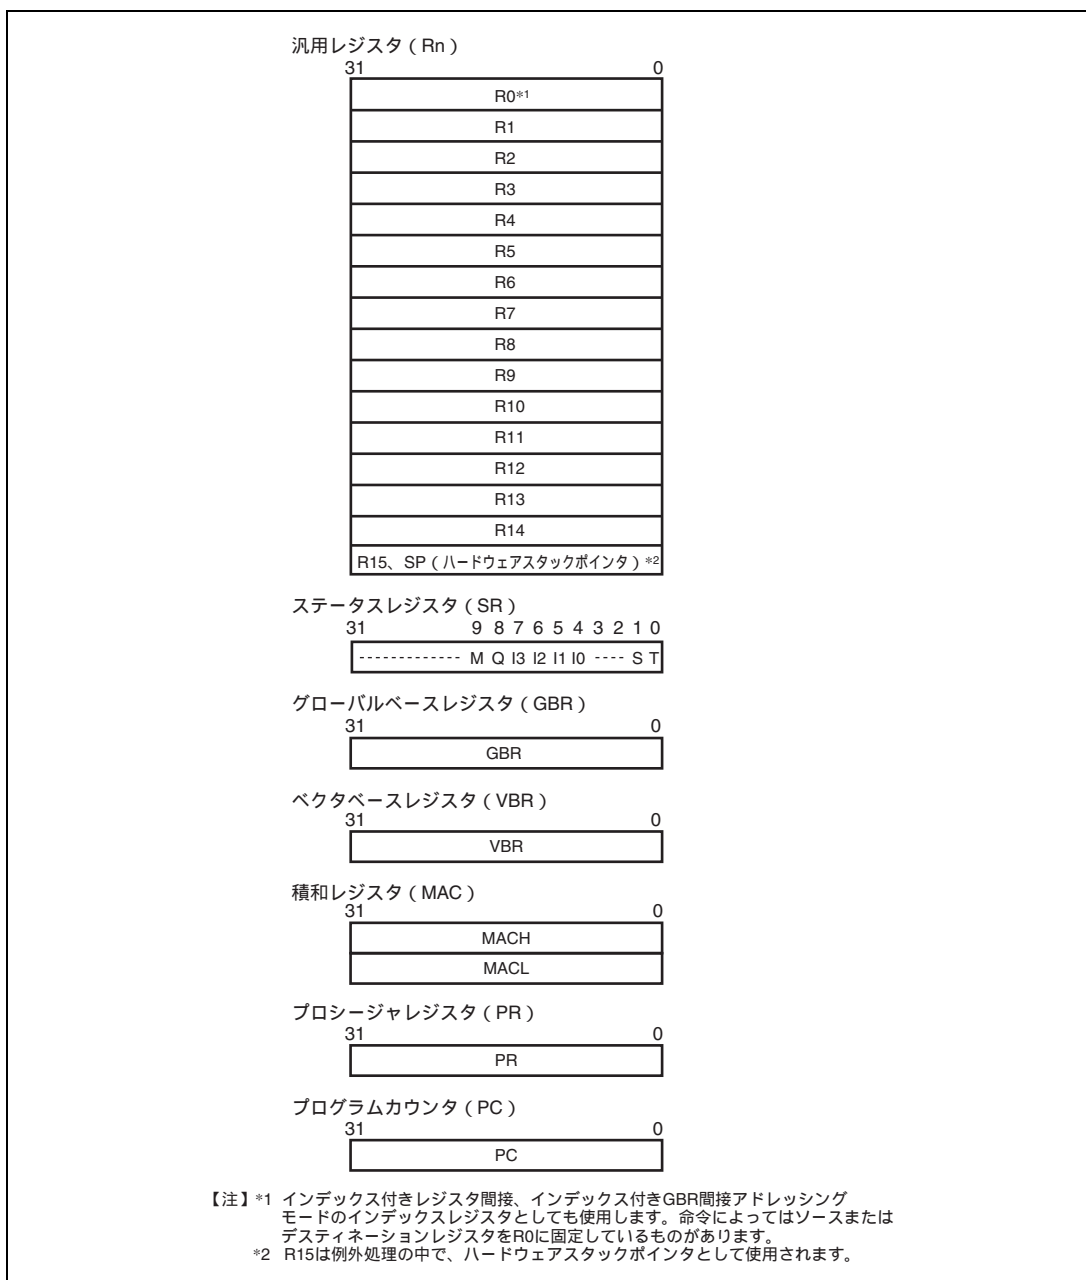 汎用レジスタ ( Rn )
31 0
R0*1
R1
R2
R3
R4
R5
R6
R7
R8
R9
R10
R11
R12
R13
R14
R15、SP ( ハードウェアスタックポインタ ) *2
ステータスレジスタ ( SR )
31 9 8 7 6 5 4 3 2 1 0
------------- M Q I3 I2 I1 I0 ---- S T
グローバルベースレジスタ ( GBR )
31 0
GBR
ベクタベースレジスタ ( VBR )
31 0
VBR
積和レジスタ ( MAC )
31 0
MACH
MACL
プロシージャレジスタ ( PR )
31 0
PR
プログラムカウンタ ( PC )
31 0
PC
【注】*1 インデックス付きレジスタ間接、インデックス付きGBR間接アドレッシング
モードのインデックスレジスタとしても使用します。命令によってはソースまたは
デスティネーションレジスタをR0に固定しているものがあります。
*2 R15は例外処理の中で、ハードウェアスタックポインタとして使用されます。